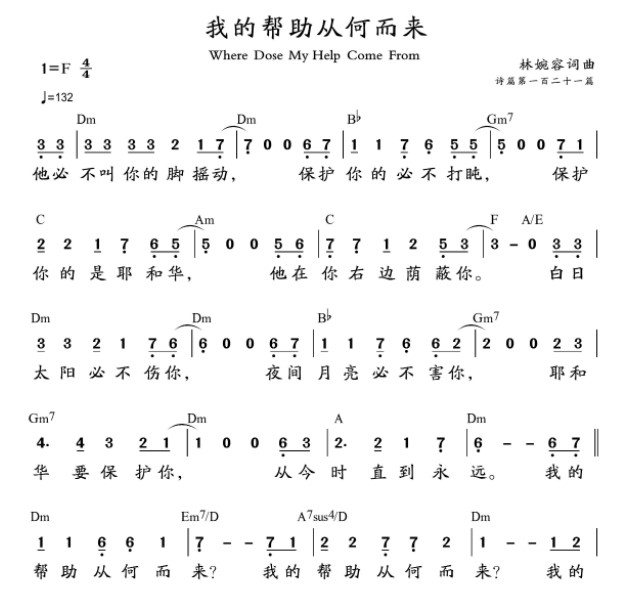 我的帮助从何而来
Where Dose My Help Come From
1=F 4/4
林婉容词曲
♩=132
诗篇第一百二十一篇
Dm Dm B♭ Gm7
3 3 | 3 3 3 3 2 1 7 | 7 0 0 6 7 | 1 1 7 6 5 5 | 5 0 0 7 1 |
他必 不叫 你的脚 摇动, 保护 你的必不打盹, 保护
C Am C F A/E
2 2 1 7 6 5 | 5 0 0 5 6 | 7 7 1 2 5 3 | 3 - 0 3 3 |
你的是耶和华, 他在你右边荫蔽你。 白日
Dm Dm B♭ Gm7
3 3 2 1 7 6 | 6 0 0 6 7 | 1 1 7 6 6 2 | 2 0 0 2 3 |
太阳必不伤你, 夜间月亮必不害你, 耶和
Gm7 Dm A Dm
4· 4 3 2 1 | 1 0 0 6 3 | 2· 2 1 7 | 6 - - 6 7 ‖
华 要保护你, 从今时直到永远。 我的
Dm Em7/D A7sus4/D Dm
1 1 6 6 1 | 7 - - 7 1 | 2 2 7 7 2 | 1 - - 1 2 |
帮助从何而来? 我的帮助从何而来? 我的